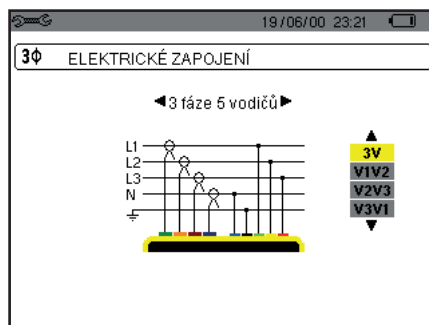 19/06/00 23:21
3Φ ELEKTRICKÉ ZAPOJENÍ
◄3 fáze 5 vodičů►
L1
L2
L3
N
3V
V1V2
V2V3
V3V1